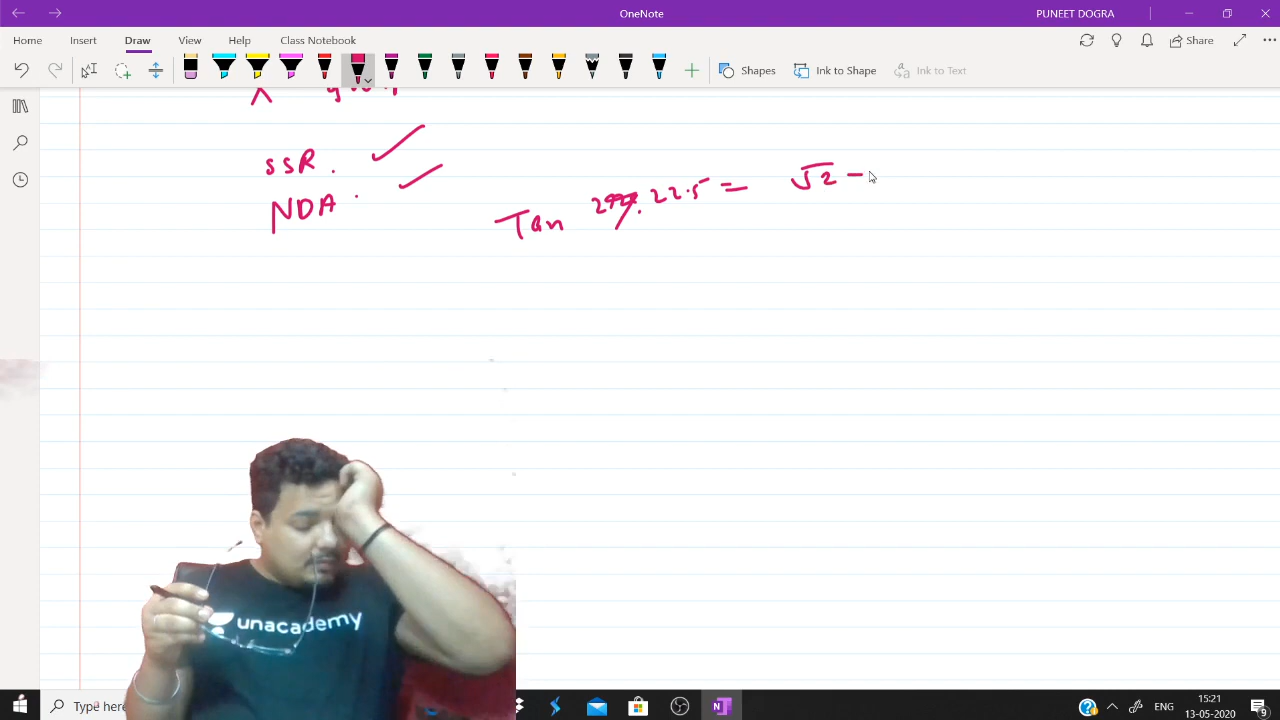 OneNote
PUNEET DOGRA
Home Insert Draw View Help Class Notebook
Share
Shapes Ink to Shape Ink to Text
SSR.
NDA.
Tan 22.5 = √2 -
unacademy
Type here
ENG
15:21
13-05-2020
9